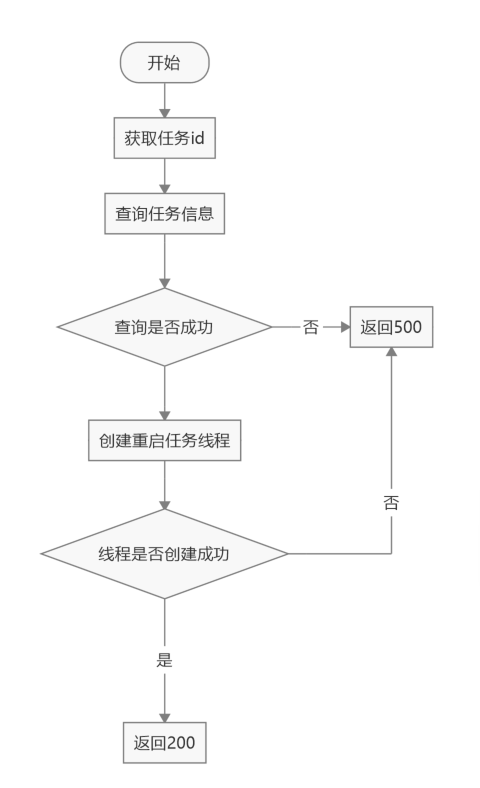 开始
获取任务id
查询任务信息
查询是否成功
否
返回500
创建重启任务线程
否
线程是否创建成功
是
返回200